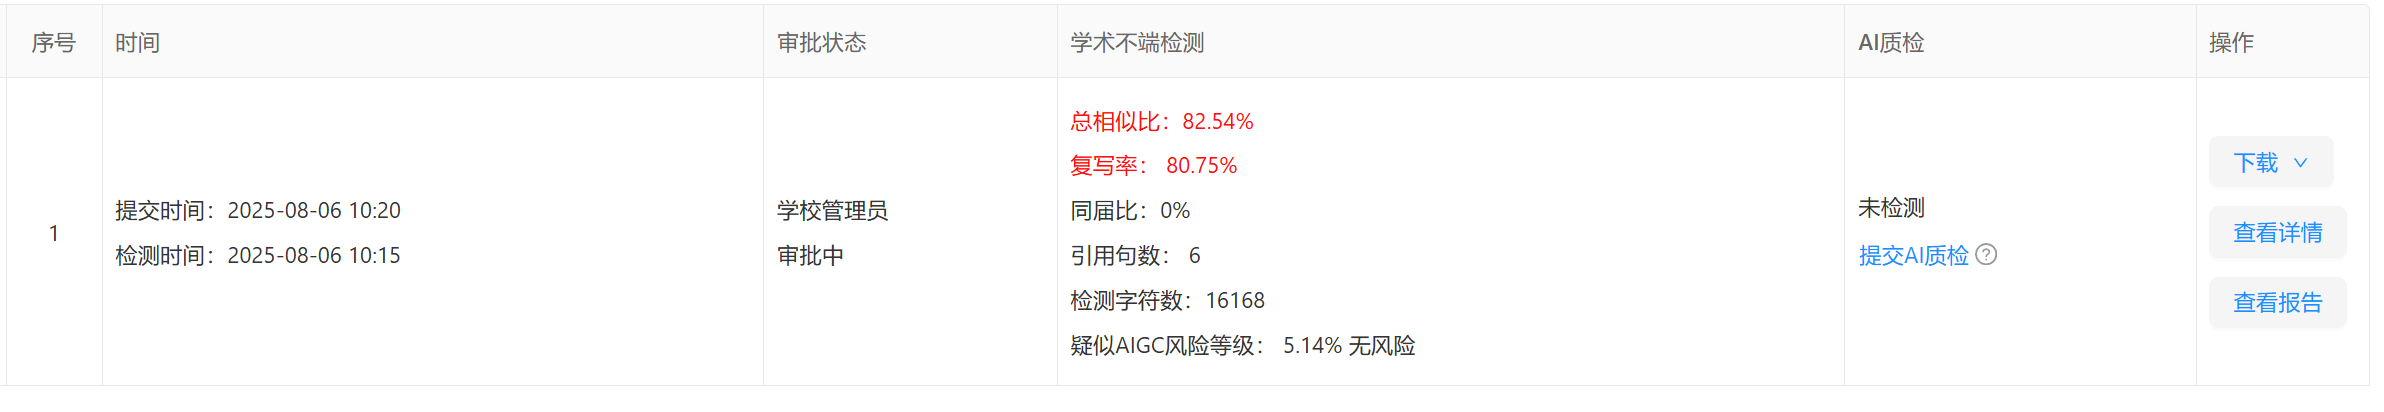 序号
时间
审批状态
学术不端检测
AI质检
操作
1
提交时间：2025-08-06 10:20
检测时间：2025-08-06 10:15
学校管理员
审批中
总相似比：82.54%
复写率： 80.75%
同届比：0%
引用句数： 6
检测字符数：16168
疑似AIGC风险等级： 5.14% 无风险
未检测
提交AI质检 ?
下载
查看详情
查看报告